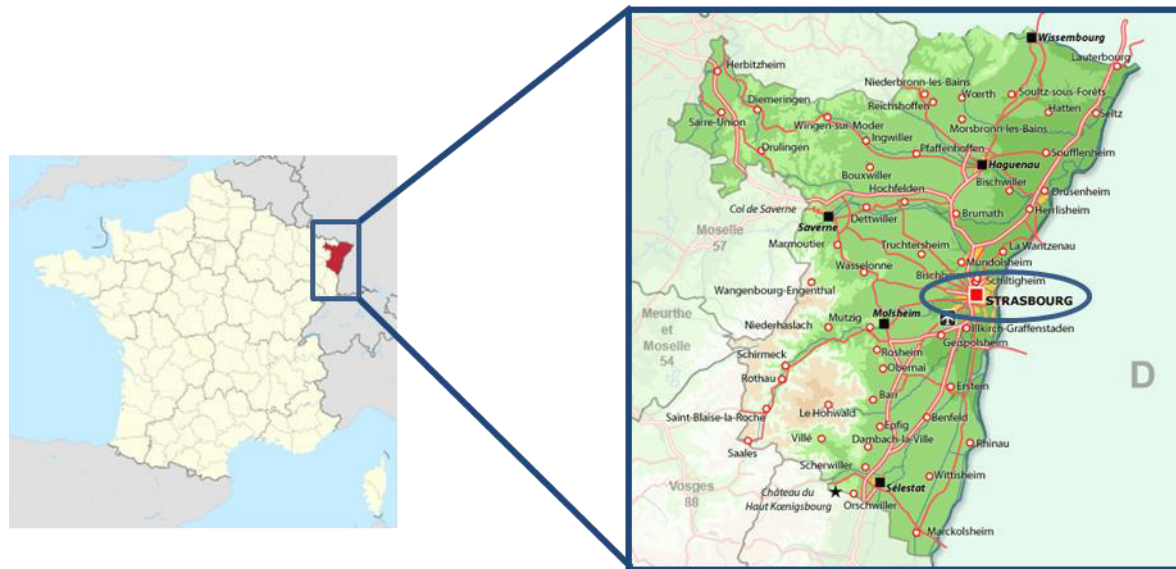 Wissembourg
Lauterbourg
Herbitzheim
Niederbronn-les-Bains
Wœrth
Soultz-sous-Forêts
Diemeringen
Reichshoffen
Hatten
Seltz
Sarre-Union
Wingen-sur-Moder
Morsbronn-les-Bains
Ingwiller
Drulingen
Pfaffenhoffen
Soufflenheim
Haguenau
Bouxwiller
Bischwiller
Hochfelden
Drusenheim
Col de Saverne
Dettwiller
Brumath
Herrlisheim
Saverne
Moselle
57
Marmoutier
Truchtersheim
La Wantzenau
Mundolsheim
Wasselonne
Bischhei
Schiltigheim
Wangenbourg-Engenthal
STRASBOURG
Meurthe
et
Moselle
54
Niederhaslach
Mutzig
Molsheim
Illkirch-Graffenstaden
Geispolsheim
Schirmeck
Rosheim
Obernai
D
Rothau
Erstein
Barr
Saint-Blaise-la-Roche
Le Hohwald
Benfeld
Epfig
Villé
Dambach-la-Ville
Rhinau
Saales
Scherwiller
Wittisheim
Vosges
88
Château du
Haut Kœnigsbourg
Sélestat
Orschwiller
Marckolsheim